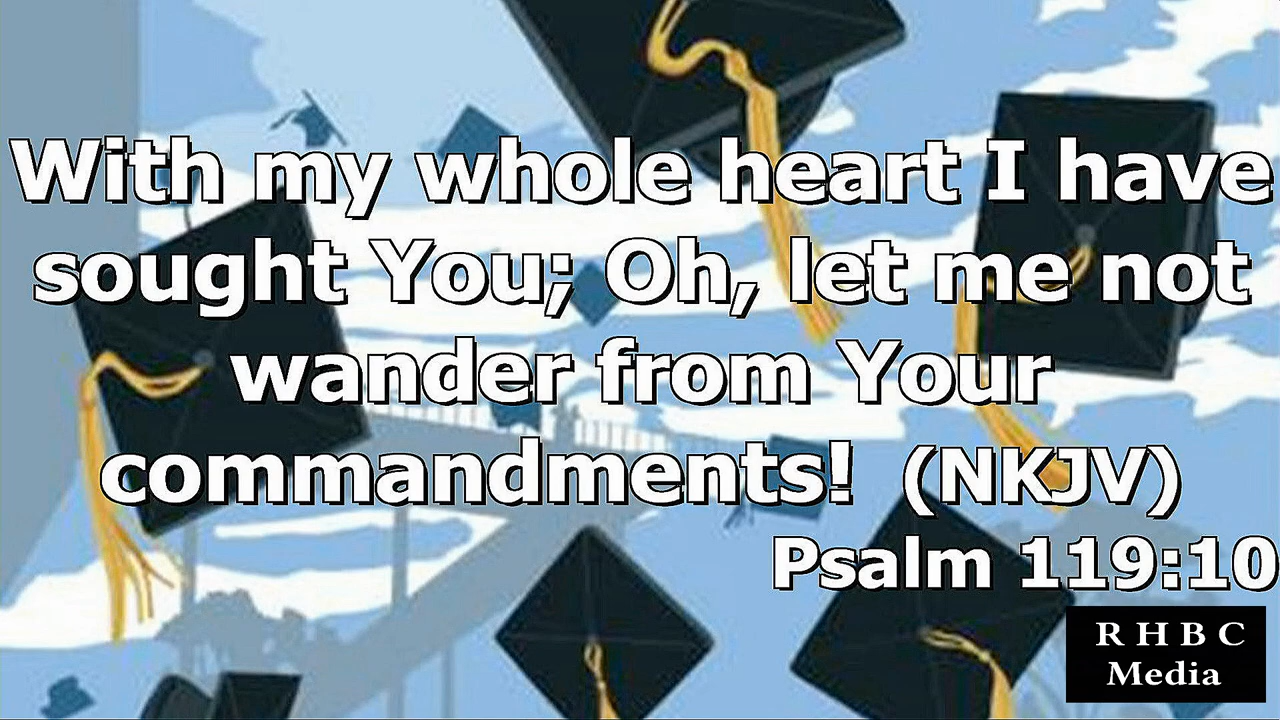 With my whole heart I have
sought You; Oh, let me not
wander from Your
commandments! (NKJV)
Psalm 119:10
RHBC
Media